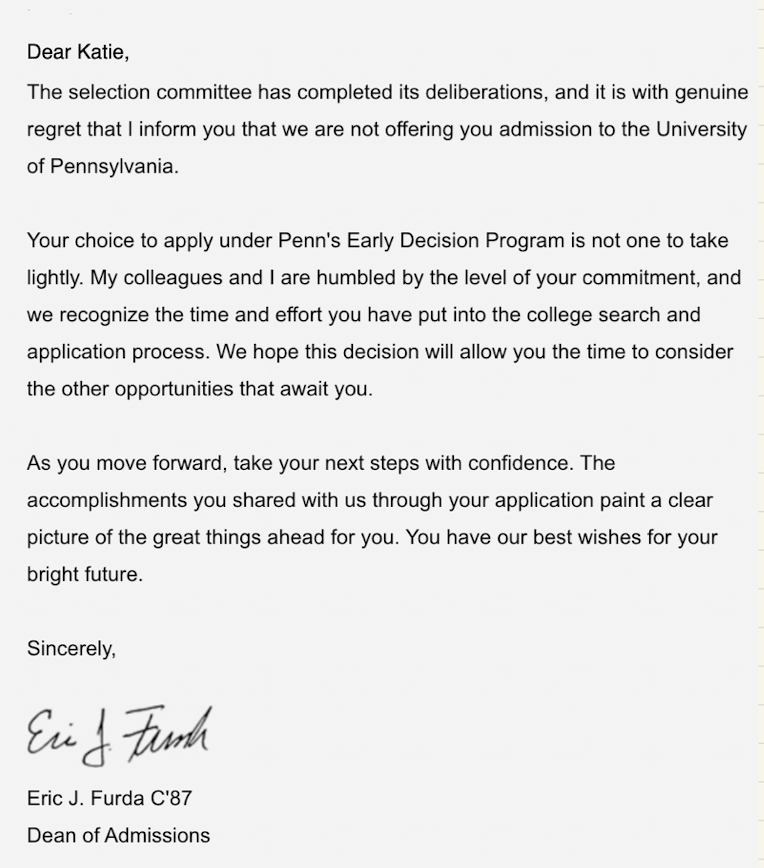 Dear Katie,
The selection committee has completed its deliberations, and it is with genuine
regret that I inform you that we are not offering you admission to the University
of Pennsylvania.
Your choice to apply under Penn's Early Decision Program is not one to take
lightly. My colleagues and I are humbled by the level of your commitment, and
we recognize the time and effort you have put into the college search and
application process. We hope this decision will allow you the time to consider
the other opportunities that await you.
As you move forward, take your next steps with confidence. The
accomplishments you shared with us through your application paint a clear
picture of the great things ahead for you. You have our best wishes for your
bright future.
Sincerely,
Eric J. Furda
Eric J. Furda C'87
Dean of Admissions